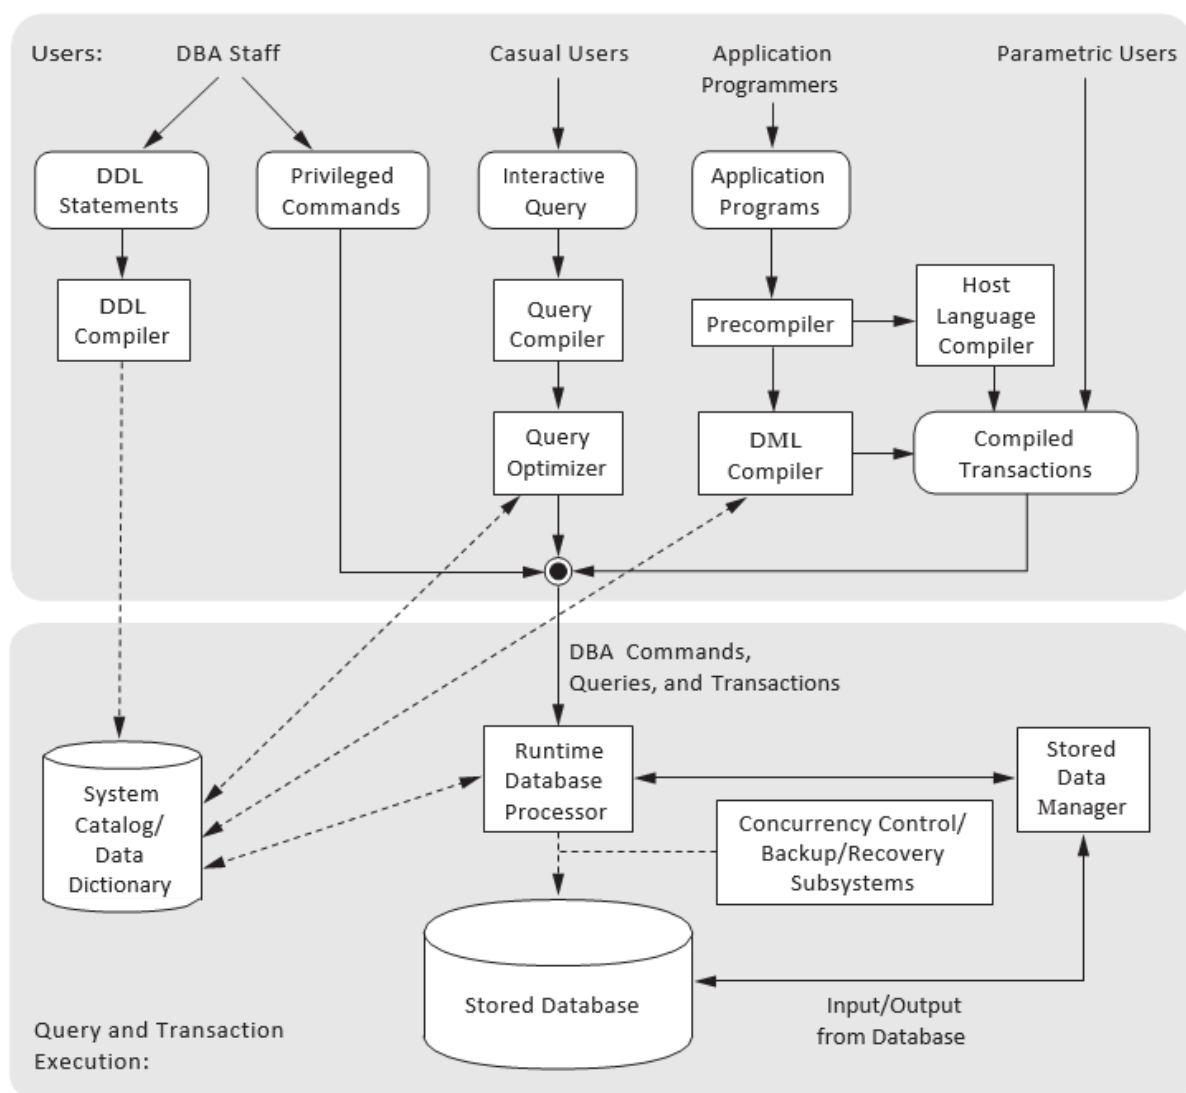 Users:
DBA Staff
Casual Users
Application
Programmers
Parametric Users
DDL
Statements
Privileged
Commands
Interactive
Query
Application
Programs
DDL
Compiler
Query
Compiler
Precompiler
Host
Language
Compiler
Query
Optimizer
DML
Compiler
Compiled
Transactions
DBA Commands,
Queries, and Transactions
System
Catalog/
Data
Dictionary
Runtime
Database
Processor
Stored
Data
Manager
Concurrency Control/
Backup/Recovery
Subsystems
Stored Database
Input/Output
from Database
Query and Transaction
Execution: